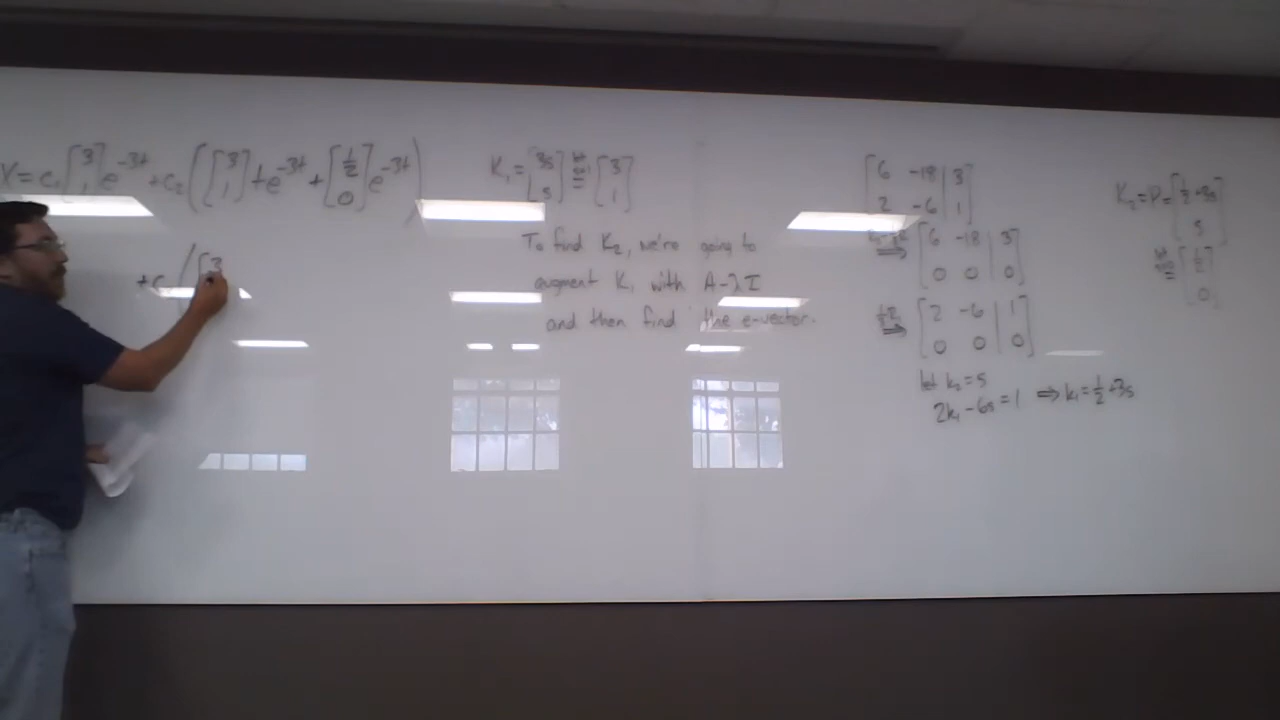 X = c₁ [3 1] e^{-3t} + c₂ ([3 1] t e^{-3t} + [1/2 0] e^{-3t})
+ c ([3
K₁ = [3s s] = [3 1]
To find K₂, we're going to
augment K₁ with A-λI
and then find the e-vector.
[6 -18 | 3
2 -6 | 1]
⇒ [6 -18 | 3
0 0 | 0]
⇒ [2 -6 | 1
0 0 | 0]
let k₂ = s
2k₁ - 6s = 1 ⇒ k₁ = 1/2 + 3s
K₂ = P = [1/2 + 3s
s]
= [1/2
0]